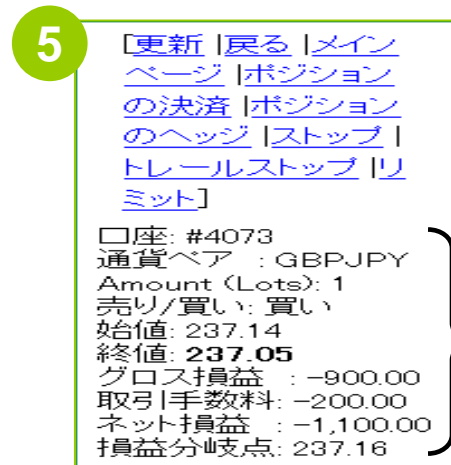 5
[更新 |戻る |メイン
ページ |ポジション
の決済 |ポジション
のヘッジ |ストップ |
トレールストップ |リ
ミット]
口座: #4073
通貨ペア : GBPJPY
Amount (Lots): 1
売り/買い: 買い
始値: 237.14
終値: 237.05
グロス損益 : -900.00
取引手数料: -200.00
ネット損益 : -1,100.00
損益分岐点: 237.16